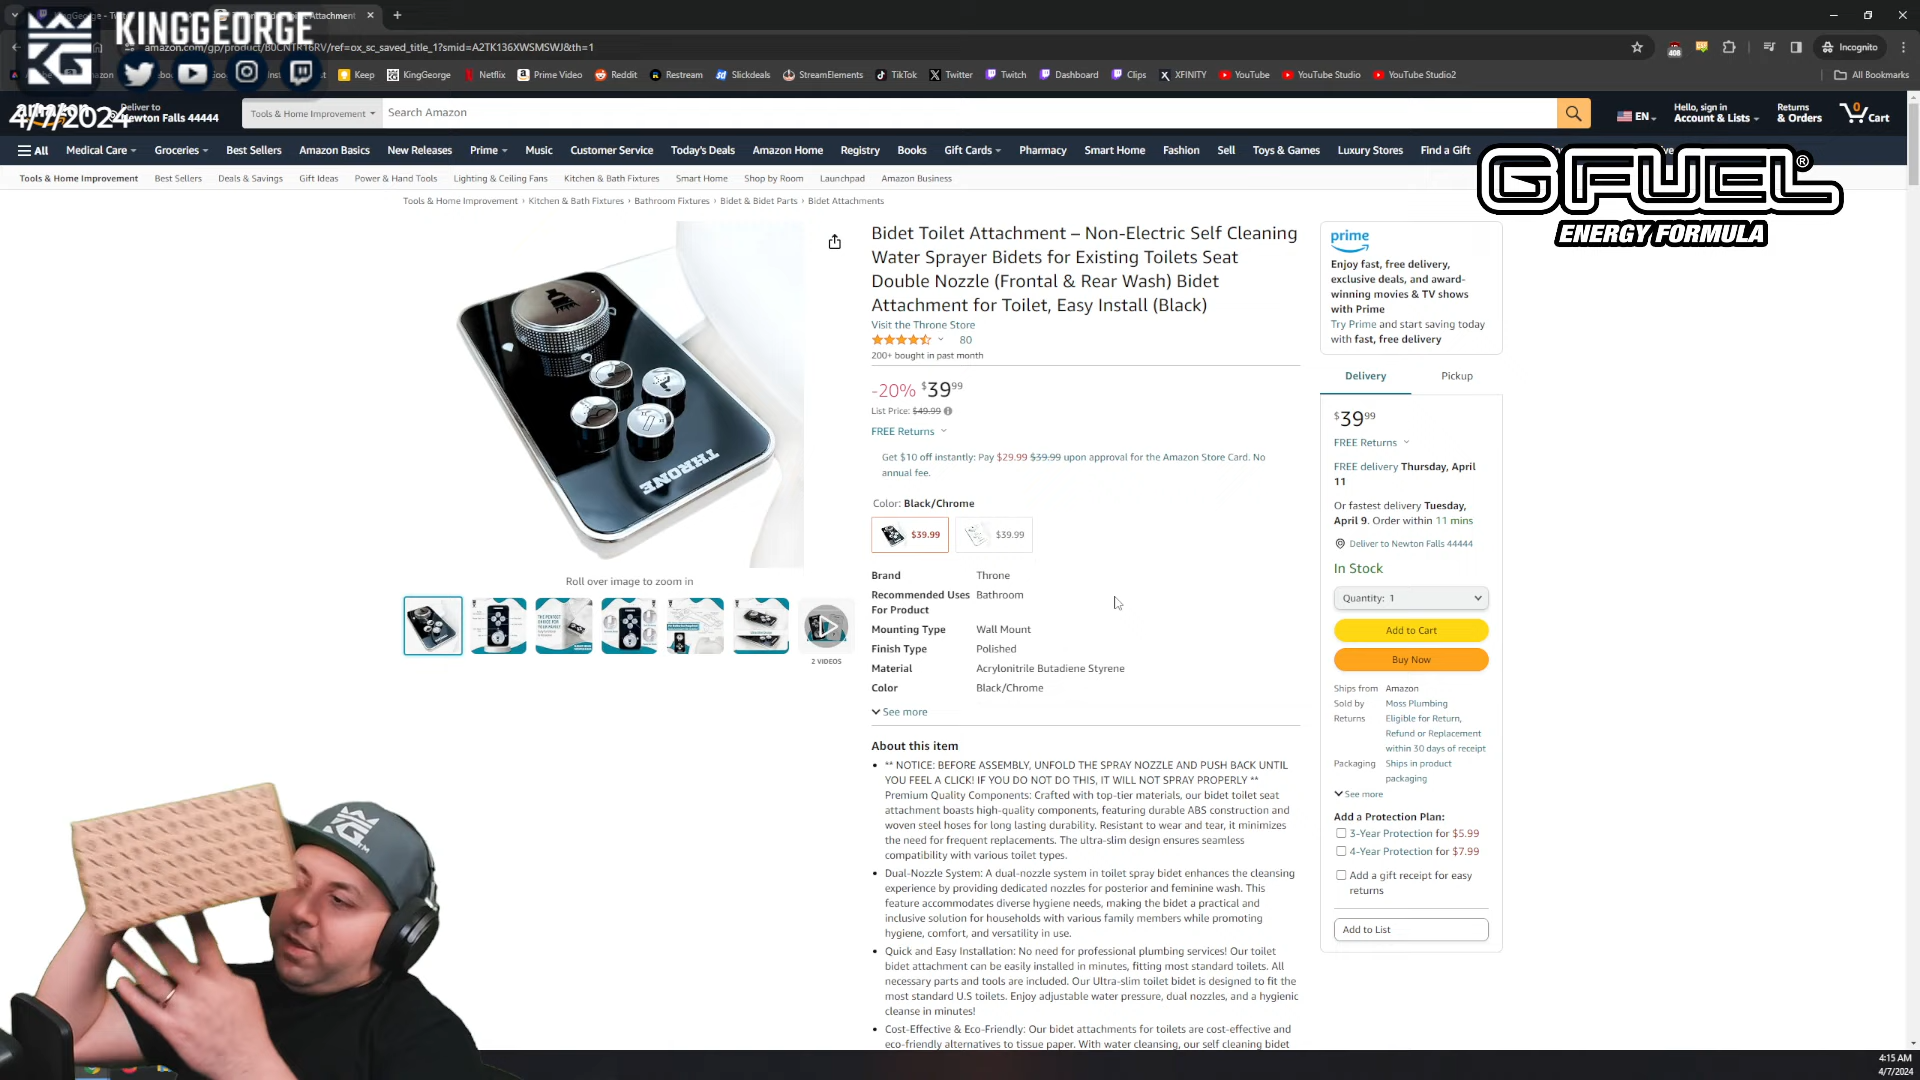 KINGGEORGE
Bidet Toilet Attachment
amazon.com/gp/product/B0CNTR16RV/ref=ox_sc_saved_title_1?smid=A2TK136XWSMSWJ&th=1
408
Incognito
Keep
KingGeorge
Netflix
Prime Video
Reddit
Restream
Slickdeals
StreamElements
TikTok
Twitter
Twitch
Dashboard
Clips
XFINITY
YouTube
YouTube Studio
YouTube Studio2
All Bookmarks
4/7/2024
Deliver to
Newton Falls 44444
Tools & Home Improvement
Search Amazon
EN
Hello, sign in
Account & Lists
Returns
& Orders
0
Cart
All
Medical Care
Groceries
Best Sellers
Amazon Basics
New Releases
Prime
Music
Customer Service
Today's Deals
Amazon Home
Registry
Books
Gift Cards
Pharmacy
Smart Home
Fashion
Sell
Toys & Games
Luxury Stores
Find a Gift
GFUEL®
ENERGY FORMULA
Tools & Home Improvement
Best Sellers
Deals & Savings
Gift Ideas
Power & Hand Tools
Lighting & Ceiling Fans
Kitchen & Bath Fixtures
Smart Home
Shop by Room
Launchpad
Amazon Business
Tools & Home Improvement › Kitchen & Bath Fixtures › Bathroom Fixtures › Bidet & Bidet Parts › Bidet Attachments
THRONE
Roll over image to zoom in
2 VIDEOS
Bidet Toilet Attachment – Non-Electric Self Cleaning
Water Sprayer Bidets for Existing Toilets Seat
Double Nozzle (Frontal & Rear Wash) Bidet
Attachment for Toilet, Easy Install (Black)
Visit the Throne Store
80
200+ bought in past month
-20% $39 99
List Price: $49.99
FREE Returns
Get $10 off instantly: Pay $29.99 $39.99 upon approval for the Amazon Store Card. No
annual fee.
Color: Black/Chrome
$39.99
$39.99
Brand Throne
Recommended Uses Bathroom
For Product
Mounting Type Wall Mount
Finish Type Polished
Material Acrylonitrile Butadiene Styrene
Color Black/Chrome
See more
About this item
** NOTICE: BEFORE ASSEMBLY, UNFOLD THE SPRAY NOZZLE AND PUSH BACK UNTIL
YOU FEEL A CLICK! IF YOU DO NOT DO THIS, IT WILL NOT SPRAY PROPERLY **
Premium Quality Components: Crafted with top-tier materials, our bidet toilet seat
attachment boasts high-quality components, featuring durable ABS construction and
woven steel hoses for long lasting durability. Resistant to wear and tear, it minimizes
the need for frequent replacements. The ultra-slim design ensures seamless
compatibility with various toilet types.
Dual-Nozzle System: A dual-nozzle system in toilet spray bidet enhances the cleansing
experience by providing dedicated nozzles for posterior and feminine wash. This
feature accommodates diverse hygiene needs, making the bidet a practical and
inclusive solution for households with various family members while promoting
hygiene, comfort, and versatility in use.
Quick and Easy Installation: No need for professional plumbing services! Our toilet
bidet attachment can be easily installed in minutes, fitting most standard toilets. All
necessary parts and tools are included. Our Ultra-slim toilet bidet is designed to fit the
most standard U.S toilets. Enjoy adjustable water pressure, dual nozzles, and a hygienic
cleanse in minutes!
Cost-Effective & Eco-Friendly: Our bidet attachments for toilets are cost-effective and
eco-friendly alternatives to tissue paper. With water cleansing, our self cleaning bidet
prime
Enjoy fast, free delivery,
exclusive deals, and award-
winning movies & TV shows
with Prime
Try Prime and start saving today
with fast, free delivery
Delivery
Pickup
$39 99
FREE Returns
FREE delivery Thursday, April
11
Or fastest delivery Tuesday,
April 9. Order within 11 mins
Deliver to Newton Falls 44444
In Stock
Quantity: 1
Add to Cart
Buy Now
Ships from Amazon
Sold by Moss Plumbing
Returns Eligible for Return,
Refund or Replacement
within 30 days of receipt
Packaging Ships in product
packaging
See more
Add a Protection Plan:
3-Year Protection for $5.99
4-Year Protection for $7.99
Add a gift receipt for easy
returns
Add to List
4:15 AM
4/7/2024